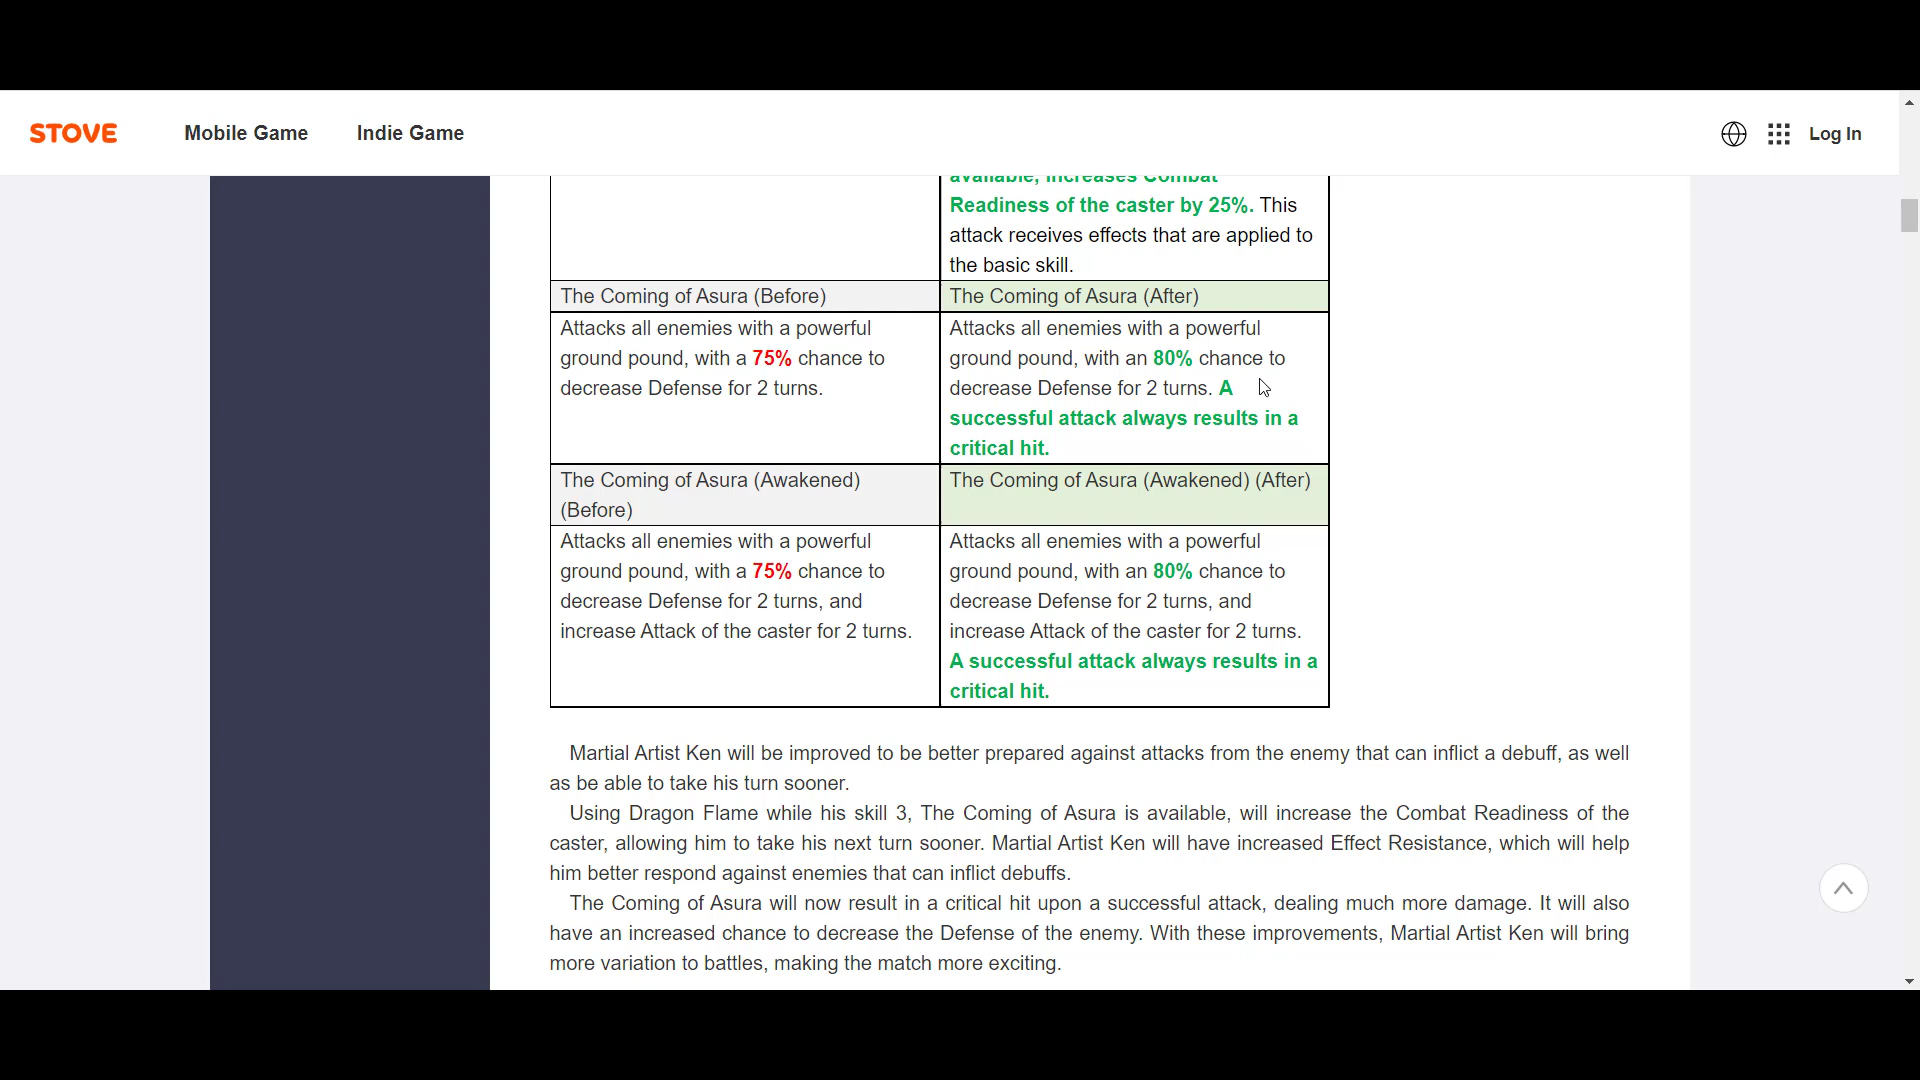 STOVE
Mobile Game
Indie Game
Log In
available, increases Combat
Readiness of the caster by 25%. This
attack receives effects that are applied to
the basic skill.
The Coming of Asura (Before)
The Coming of Asura (After)
Attacks all enemies with a powerful
ground pound, with a 75% chance to
decrease Defense for 2 turns.
Attacks all enemies with a powerful
ground pound, with an 80% chance to
decrease Defense for 2 turns. A
successful attack always results in a
critical hit.
The Coming of Asura (Awakened)
(Before)
The Coming of Asura (Awakened) (After)
Attacks all enemies with a powerful
ground pound, with a 75% chance to
decrease Defense for 2 turns, and
increase Attack of the caster for 2 turns.
Attacks all enemies with a powerful
ground pound, with an 80% chance to
decrease Defense for 2 turns, and
increase Attack of the caster for 2 turns.
A successful attack always results in a
critical hit.
Martial Artist Ken will be improved to be better prepared against attacks from the enemy that can inflict a debuff, as well
as be able to take his turn sooner.
Using Dragon Flame while his skill 3, The Coming of Asura is available, will increase the Combat Readiness of the
caster, allowing him to take his next turn sooner. Martial Artist Ken will have increased Effect Resistance, which will help
him better respond against enemies that can inflict debuffs.
The Coming of Asura will now result in a critical hit upon a successful attack, dealing much more damage. It will also
have an increased chance to decrease the Defense of the enemy. With these improvements, Martial Artist Ken will bring
more variation to battles, making the match more exciting.